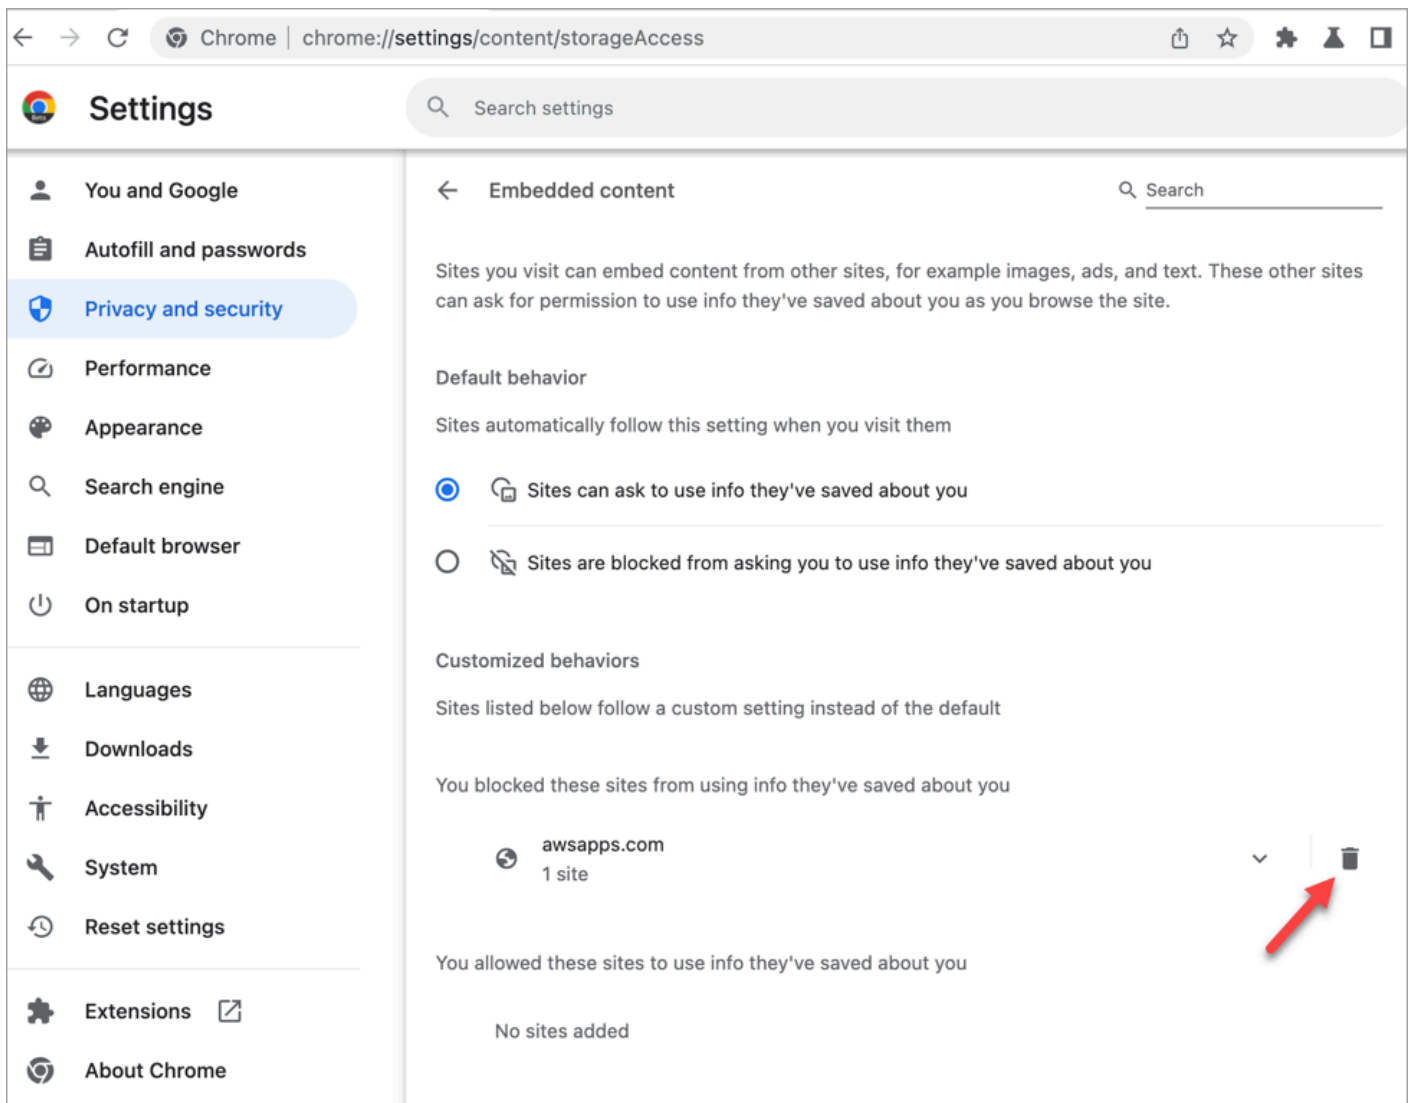 Chrome | chrome://settings/content/storageAccess
Settings
Search settings
You and Google
Autofill and passwords
Privacy and security
Performance
Appearance
Search engine
Default browser
On startup
Languages
Downloads
Accessibility
System
Reset settings
Extensions
About Chrome
Embedded content
Search
Sites you visit can embed content from other sites, for example images, ads, and text. These other sites
can ask for permission to use info they've saved about you as you browse the site.
Default behavior
Sites automatically follow this setting when you visit them
Sites can ask to use info they've saved about you
Sites are blocked from asking you to use info they've saved about you
Customized behaviors
Sites listed below follow a custom setting instead of the default
You blocked these sites from using info they've saved about you
awsapps.com
1 site
You allowed these sites to use info they've saved about you
No sites added